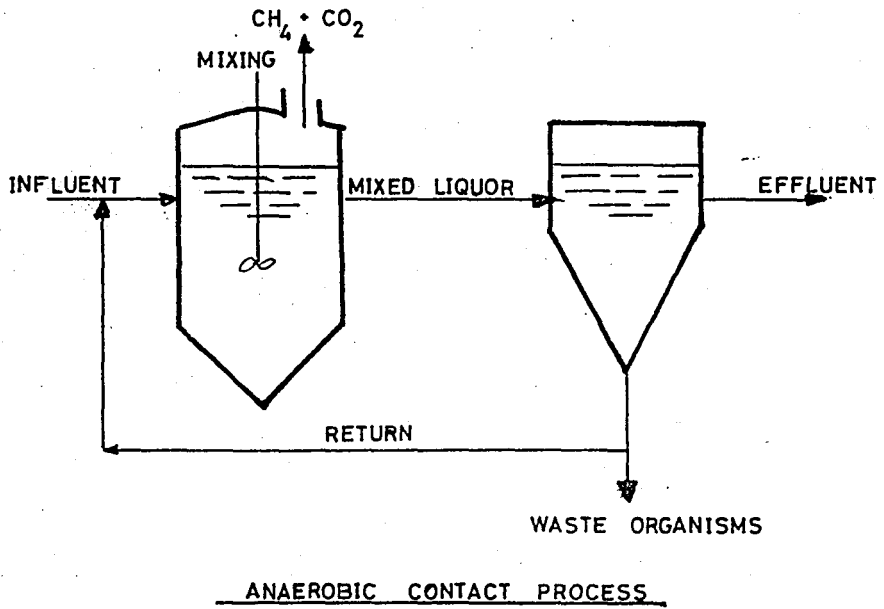 CH₄ + CO₂
MIXING
INFLUENT
MIXED LIQUOR
EFFLUENT
RETURN
WASTE ORGANISMS
ANAEROBIC CONTACT PROCESS